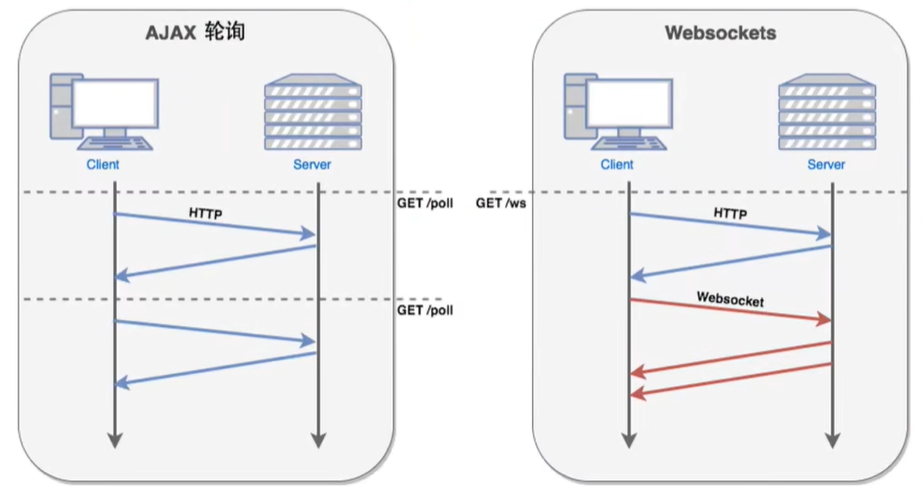 AJAX 轮询
Client
Server
GET /poll
HTTP
GET /poll
Websockets
Client
Server
GET /ws
HTTP
Websocket